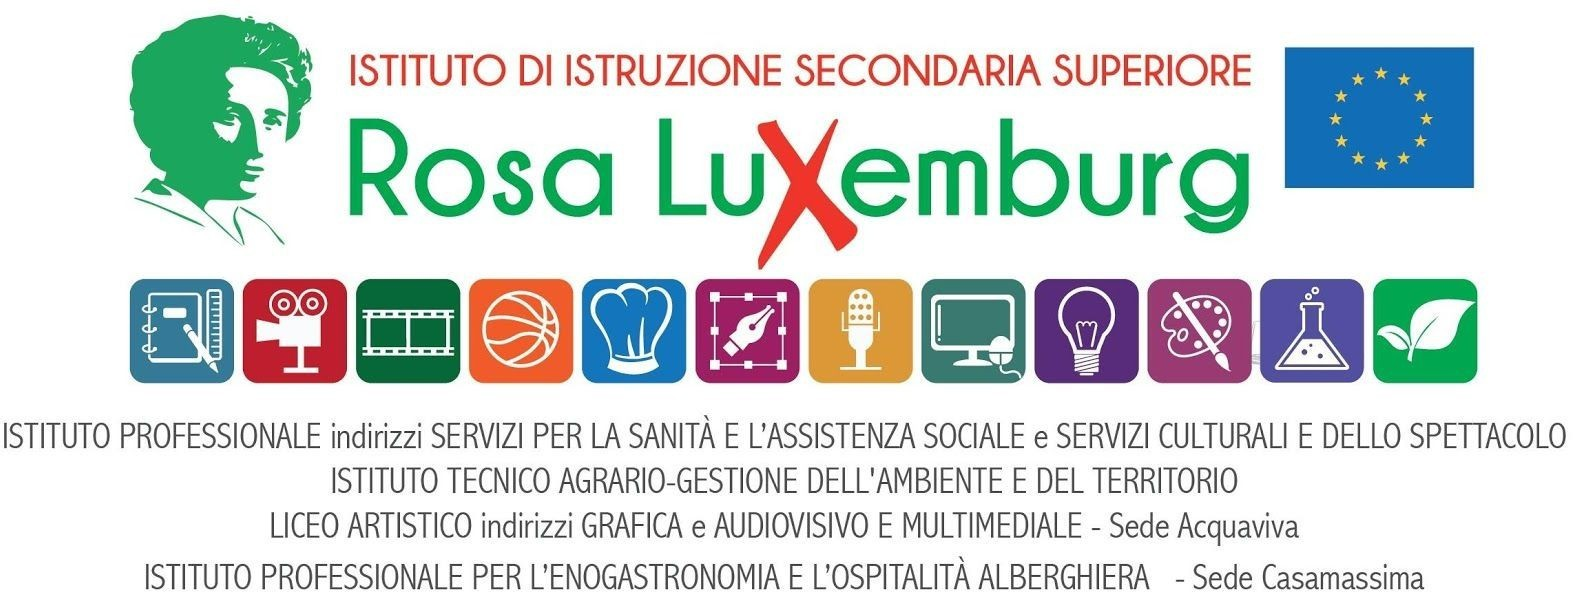 ISTITUTO DI ISTRUZIONE SECONDARIA SUPERIORE
Rosa LuXemburg
ISTITUTO PROFESSIONALE indirizzi SERVIZI PER LA SANITÀ E L'ASSISTENZA SOCIALE e SERVIZI CULTURALI E DELLO SPETTACOLO
ISTITUTO TECNICO AGRARIO-GESTIONE DELL'AMBIENTE E DEL TERRITORIO
LICEO ARTISTICO indirizzi GRAFICA e AUDIOVISIVO E MULTIMEDIALE - Sede Acquaviva
ISTITUTO PROFESSIONALE PER L'ENOGASTRONOMIA E L'OSPITALITÀ ALBERGHIERA - Sede Casamassima